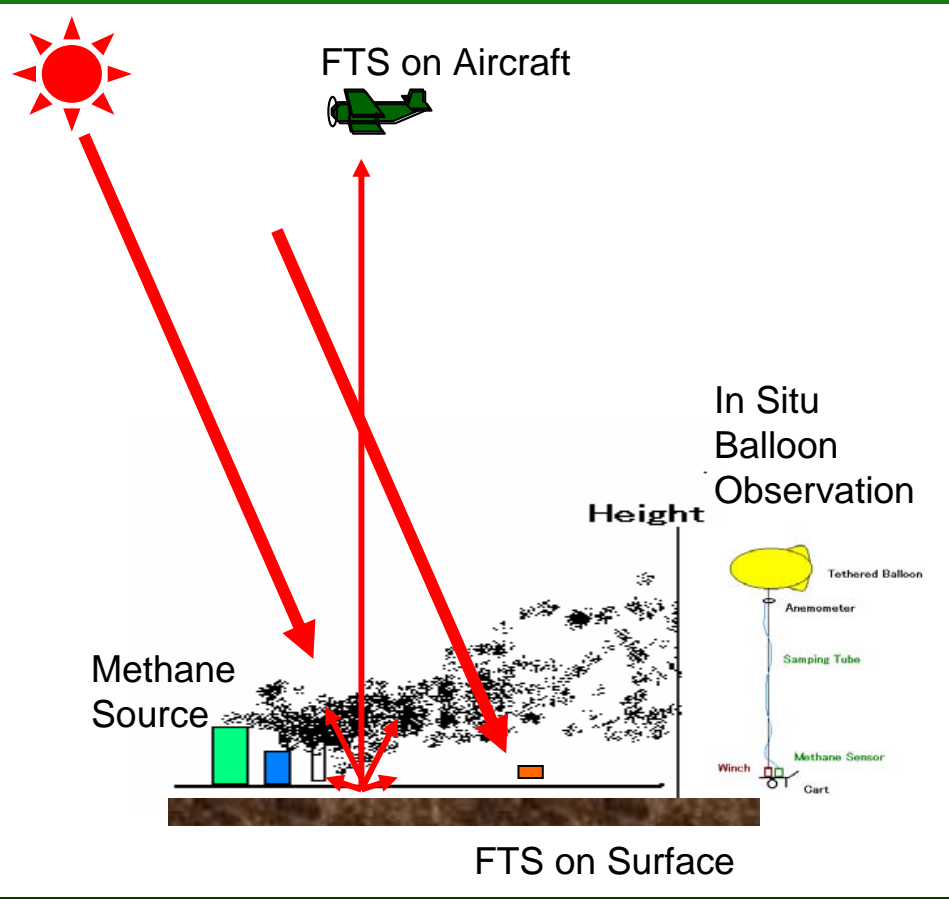 FTS on Aircraft
In Situ
Balloon
Observation
Height
Tethered Balloon
Anemometer
Samping Tube
Methane
Source
Winch
Methane Sensor
Cart
FTS on Surface